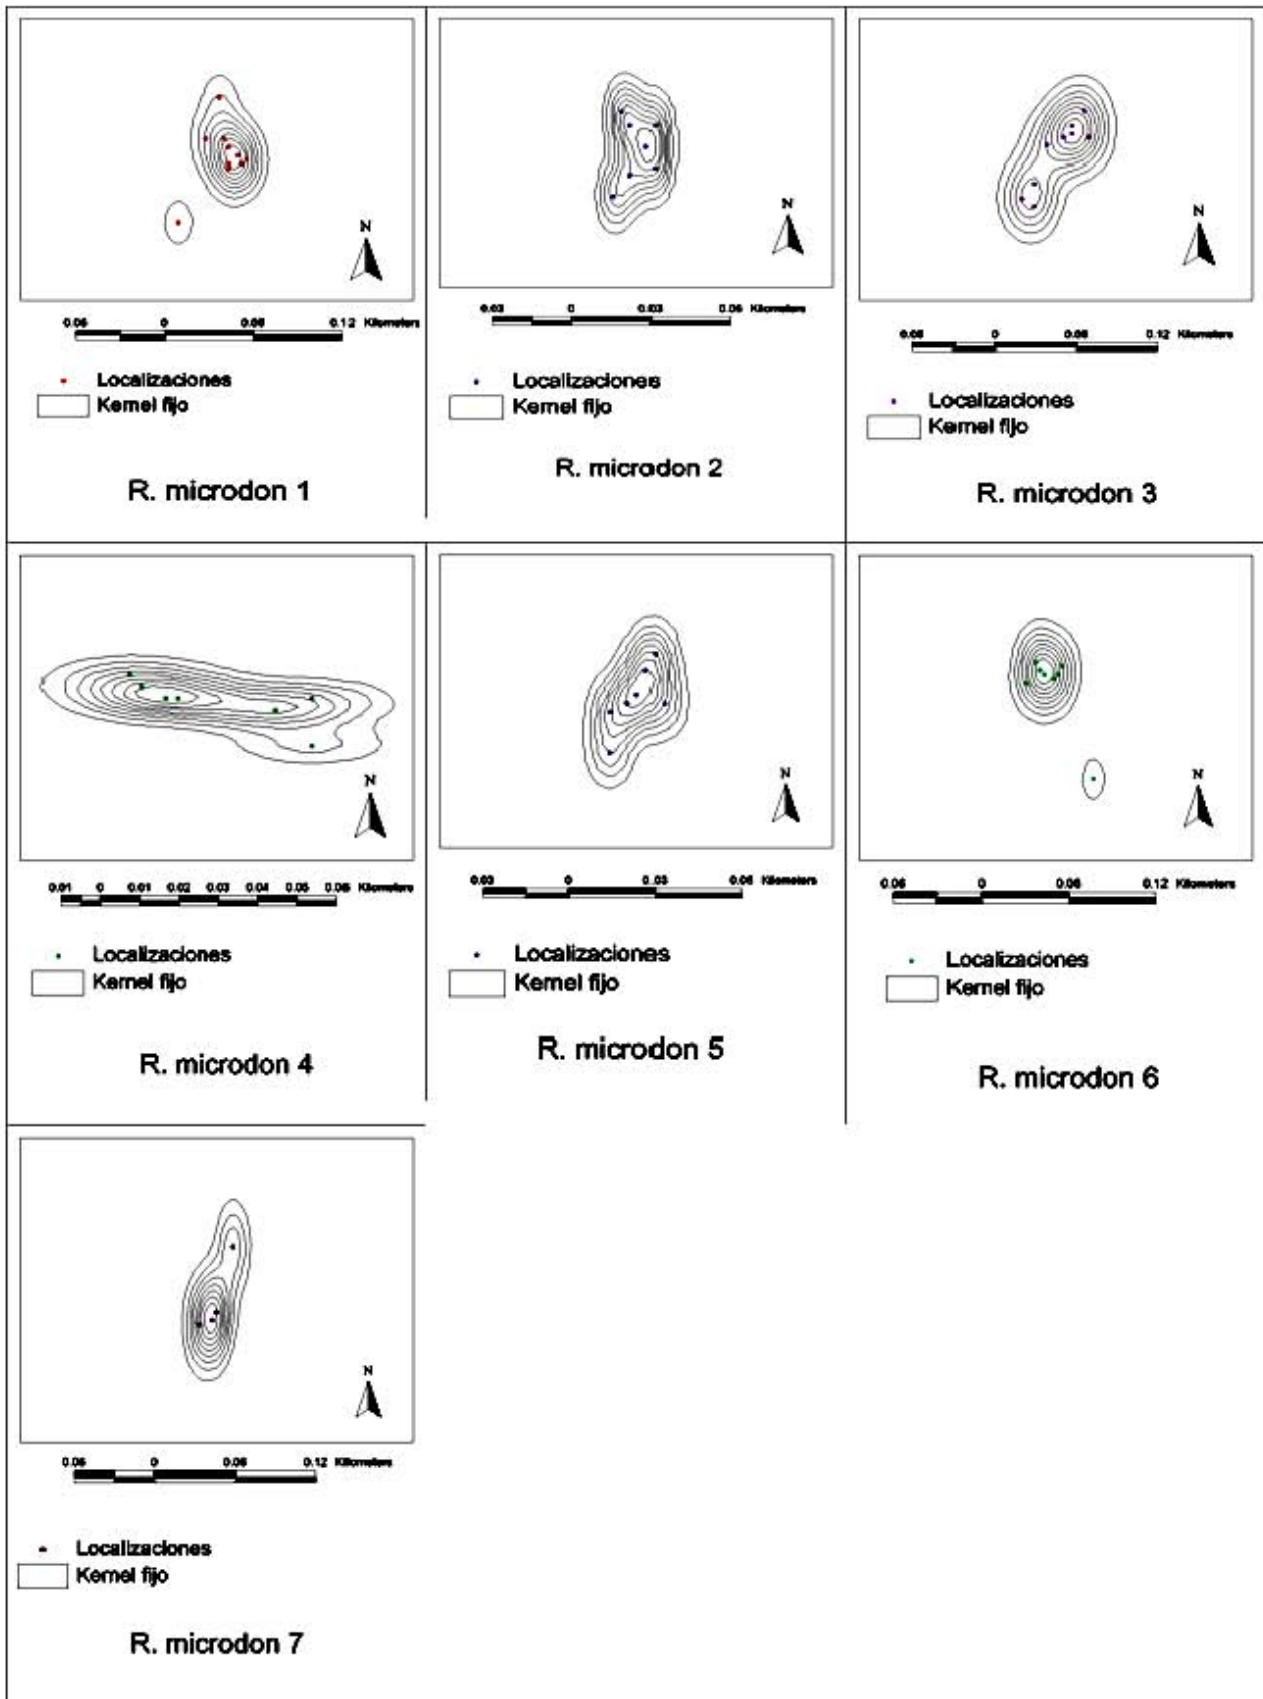 N
0.06 0 0.06 0.12 Kilometers
Localizaciones
Kernel fijo
R. microdon 1
N
0.03 0 0.03 0.06 Kilometers
Localizaciones
Kernel fijo
R. microdon 2
N
0.06 0 0.06 0.12 Kilometers
Localizaciones
Kernel fijo
R. microdon 3
N
0.01 0 0.01 0.02 0.03 0.04 0.05 0.06 Kilometers
Localizaciones
Kernel fijo
R. microdon 4
N
0.03 0 0.03 0.06 Kilometers
Localizaciones
Kernel fijo
R. microdon 5
N
0.06 0 0.06 0.12 Kilometers
Localizaciones
Kernel fijo
R. microdon 6
N
0.06 0 0.06 0.12 Kilometers
Localizaciones
Kernel fijo
R. microdon 7